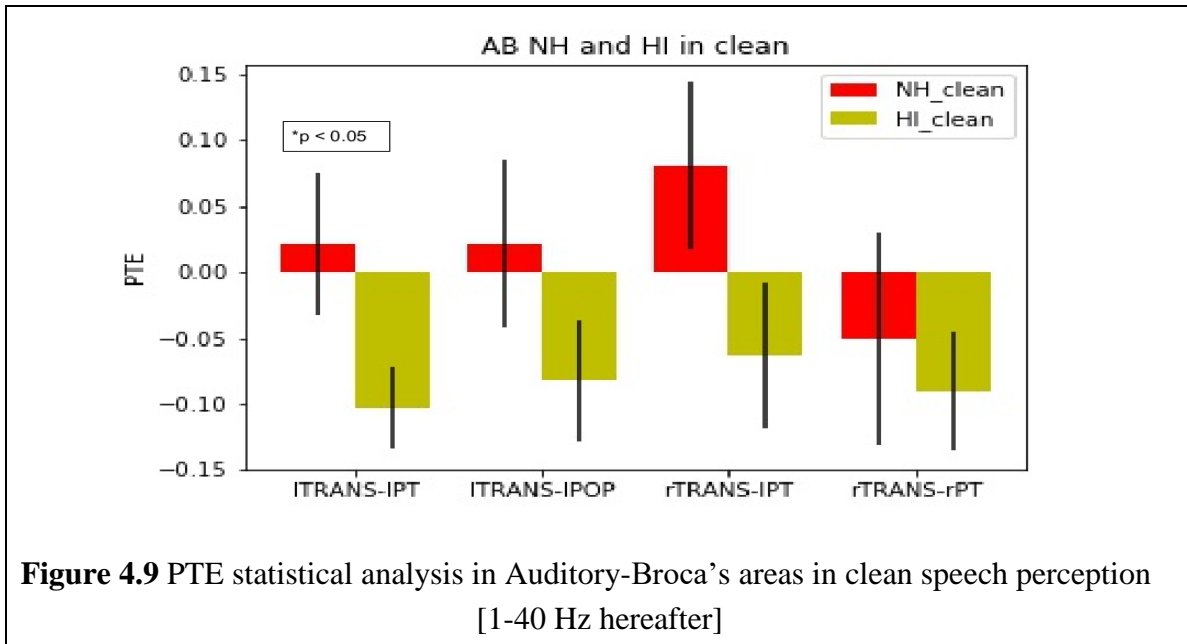 AB NH and HI in clean
0.15
0.10
0.05
0.00
−0.05
−0.10
−0.15
PTE
*p < 0.05
NH_clean
HI_clean
lTRANS-lPT
lTRANS-lPOP
rTRANS-lPT
rTRANS-rPT
Figure 4.9 PTE statistical analysis in Auditory-Broca’s areas in clean speech perception
[1-40 Hz hereafter]